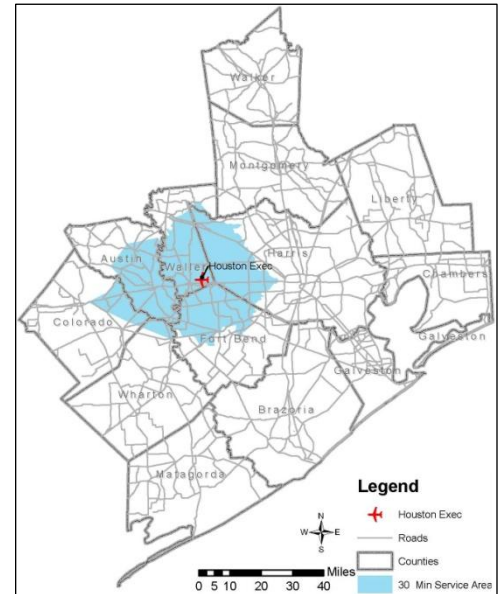 Walker
Montgomery
Liberty
Austin
Waller
Harris
Houston Exec
Chambers
Galveston
Colorado
Fort Bend
Galveston
Wharton
Brazoria
Matagorda
Legend
Houston Exec
Roads
Counties
30 Min Service Area
N
W E
S
Miles
0 5 10 20 30 40